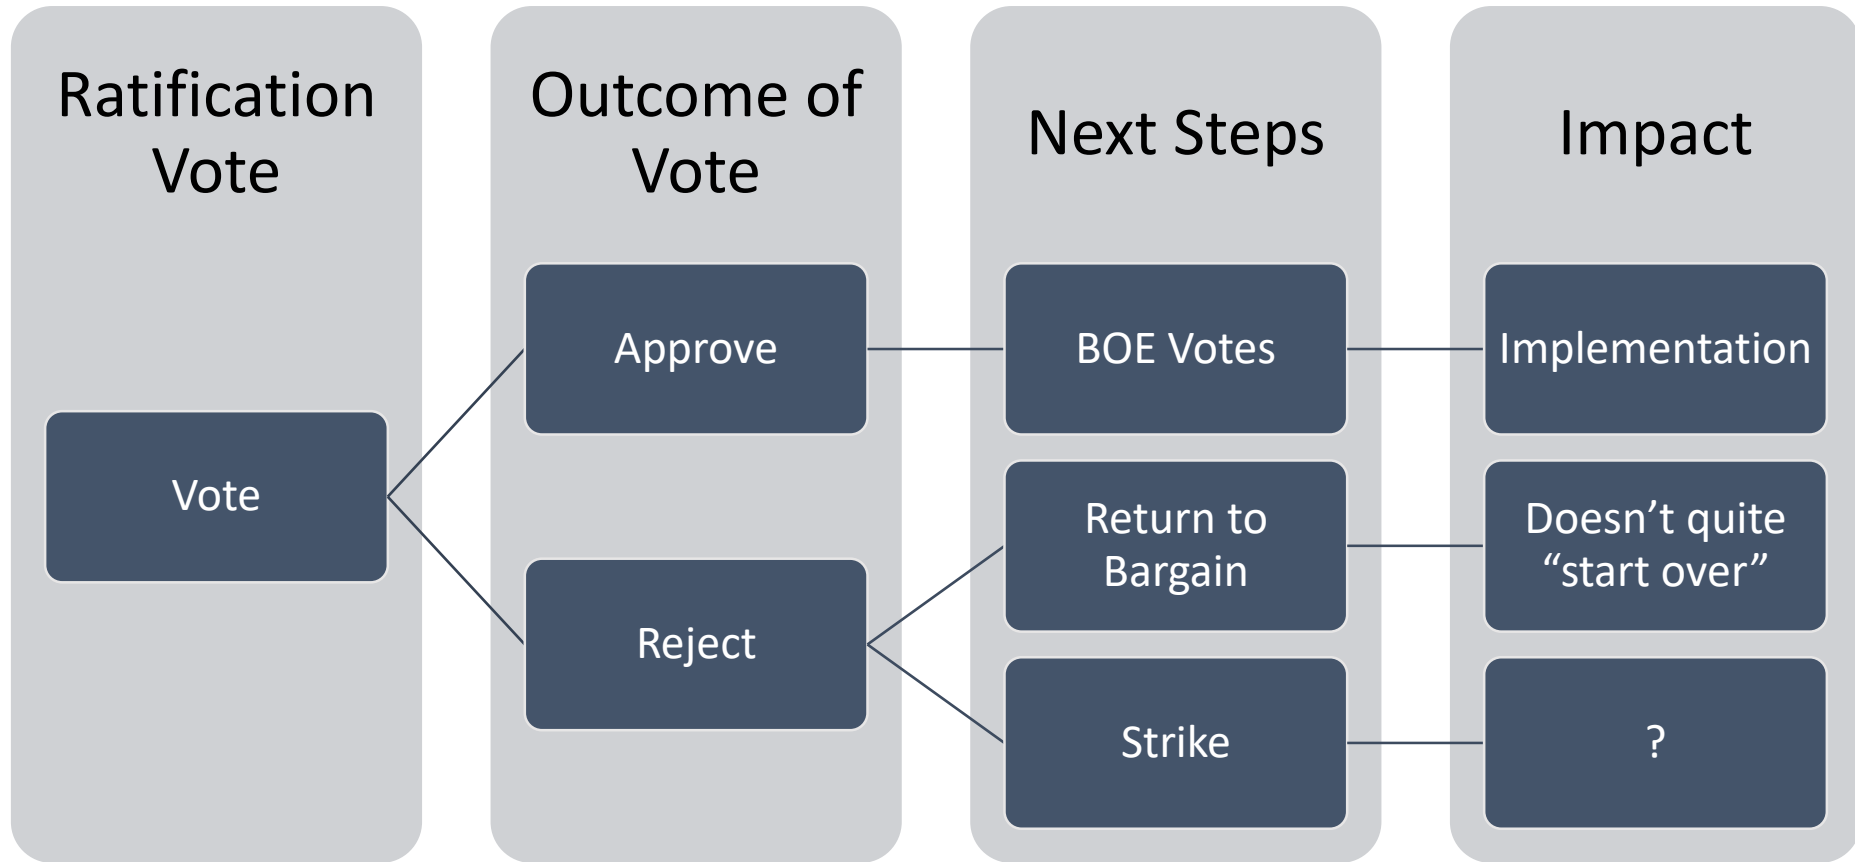 Ratification
Vote
Outcome of
Vote
Next Steps
Impact
Vote
Approve
Reject
BOE Votes
Return to
Bargain
Strike
Implementation
Doesn’t quite
“start over”
?